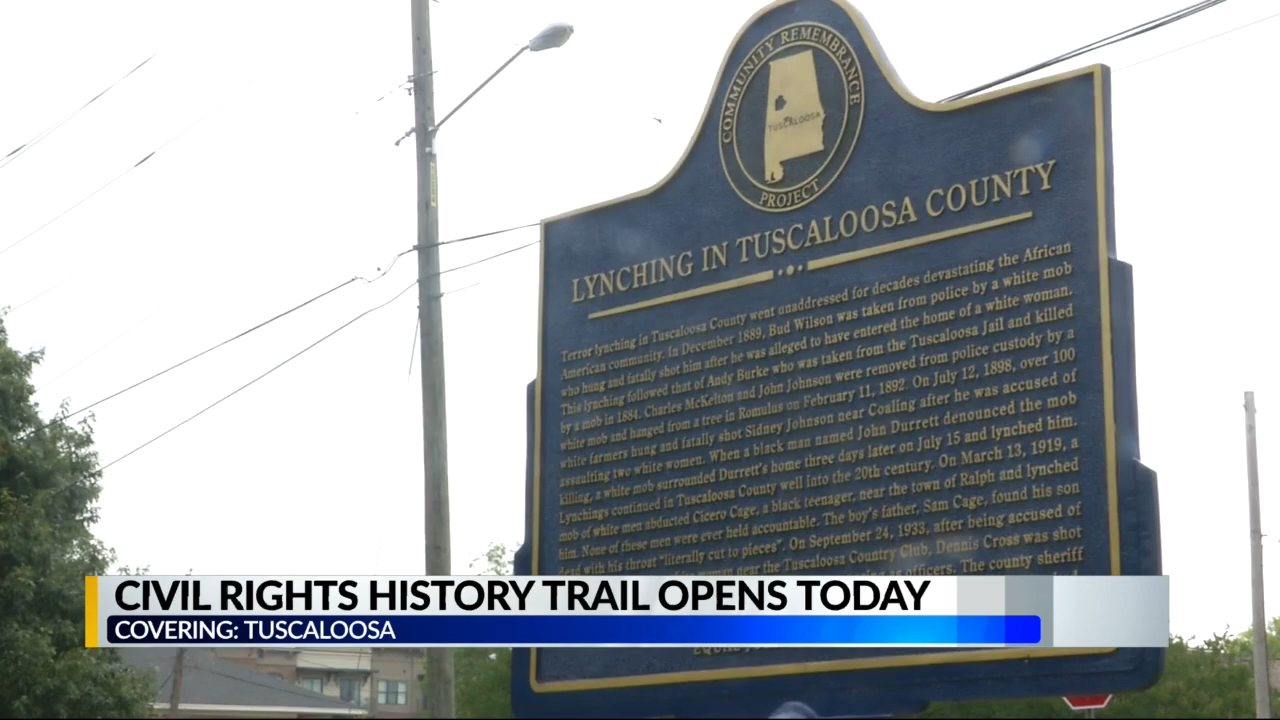 COMMUNITY REMEMBRANCE
TUSCALOOSA
PROJECT
LYNCHING IN TUSCALOOSA COUNTY
Terror lynching in Tuscaloosa County went unaddressed for decades devastating the African
American community. In December 1889, Bud Wilson was taken from police by a white mob
who hung and fatally shot him after he was alleged to have entered the home of a white woman.
This lynching followed that of Andy Burke who was taken from the Tuscaloosa Jail and killed
by a mob in 1884. Charles McKelton and John Johnson were removed from police custody by a
white mob and hanged from a tree in Romulus on February 11, 1892. On July 12, 1898, over 100
white farmers hung and fatally shot Sidney Johnson near Coaling after he was accused of
assaulting two white women. When a black man named John Durrett denounced the mob
killing, a white mob surrounded Durrett's home three days later on July 15 and lynched him.
Lynchings continued in Tuscaloosa County well into the 20th century. On March 13, 1919, a
mob of white men abducted Cicero Cage, a black teenager, near the town of Ralph and lynched
him. None of these men were ever held accountable. The boy's father, Sam Cage, found his son
dead with his throat "literally cut to pieces". On September 24, 1933, after being accused of
woman near the Tuscaloosa Country Club, Dennis Cross was shot
as officers. The county sheriff
CIVIL RIGHTS HISTORY TRAIL OPENS TODAY
COVERING: TUSCALOOSA